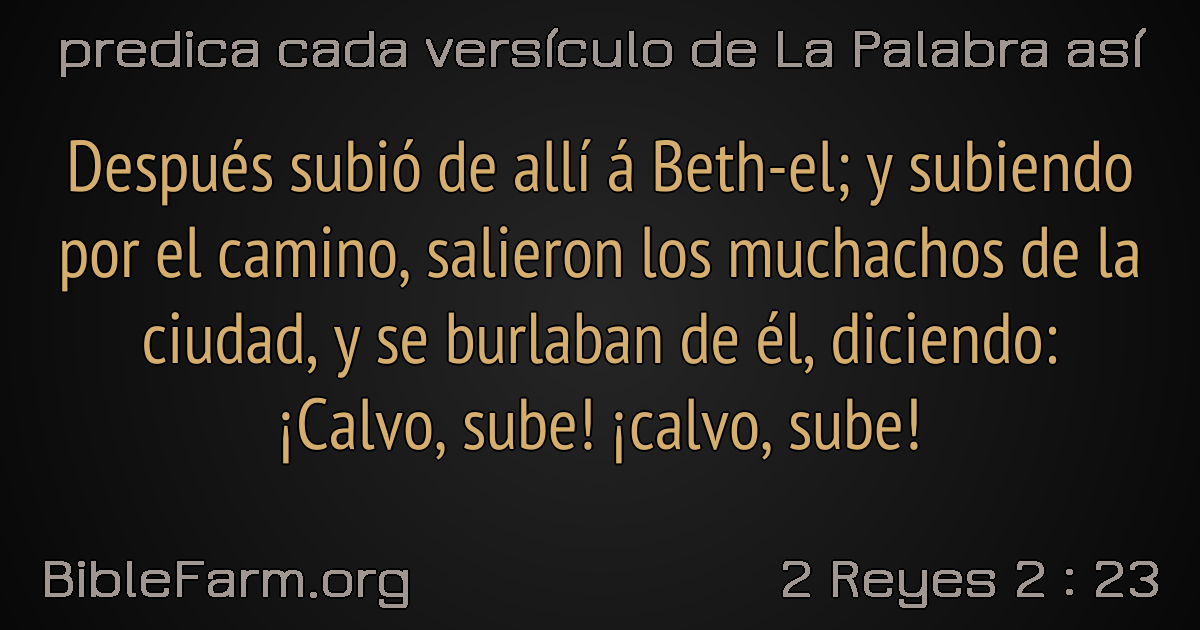 predica cada versículo de La Palabra así
Después subió de allí á Beth-el; y subiendo
por el camino, salieron los muchachos de la
ciudad, y se burlaban de él, diciendo:
¡Calvo, sube! ¡calvo, sube!
BibleFarm.org
2 Reyes 2 : 23